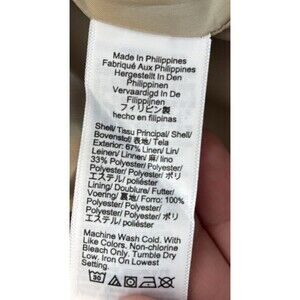 Made In Philippines
Fabriqué Aux Philippines
Hergestellt In Den
Philippinen
Vervaardigd In De
Filippijnen
フィリピン製
hecho en filipinas
Shell/ Tissu Principal/ Shell/
Bovenstof/ 表地/ Tela
exterior: 67% Linen/ Lin/
Leinen/ Linnen/ 麻/ lino
33% Polyester/ Polyester/
Polyester/ Polyester/ ポリ
エステル/ poliéster
Lining/ Doublure/ Futter/
Voering/ 裏地/ Forro: 100%
Polyester/ Polyester/
Polyester/ Polyester/ ポリ
エステル/ poliéster
Machine Wash Cold. With
Like Colors. Non-chlorine
Bleach Only. Tumble Dry
Low. Iron On Lowest
Setting.
30